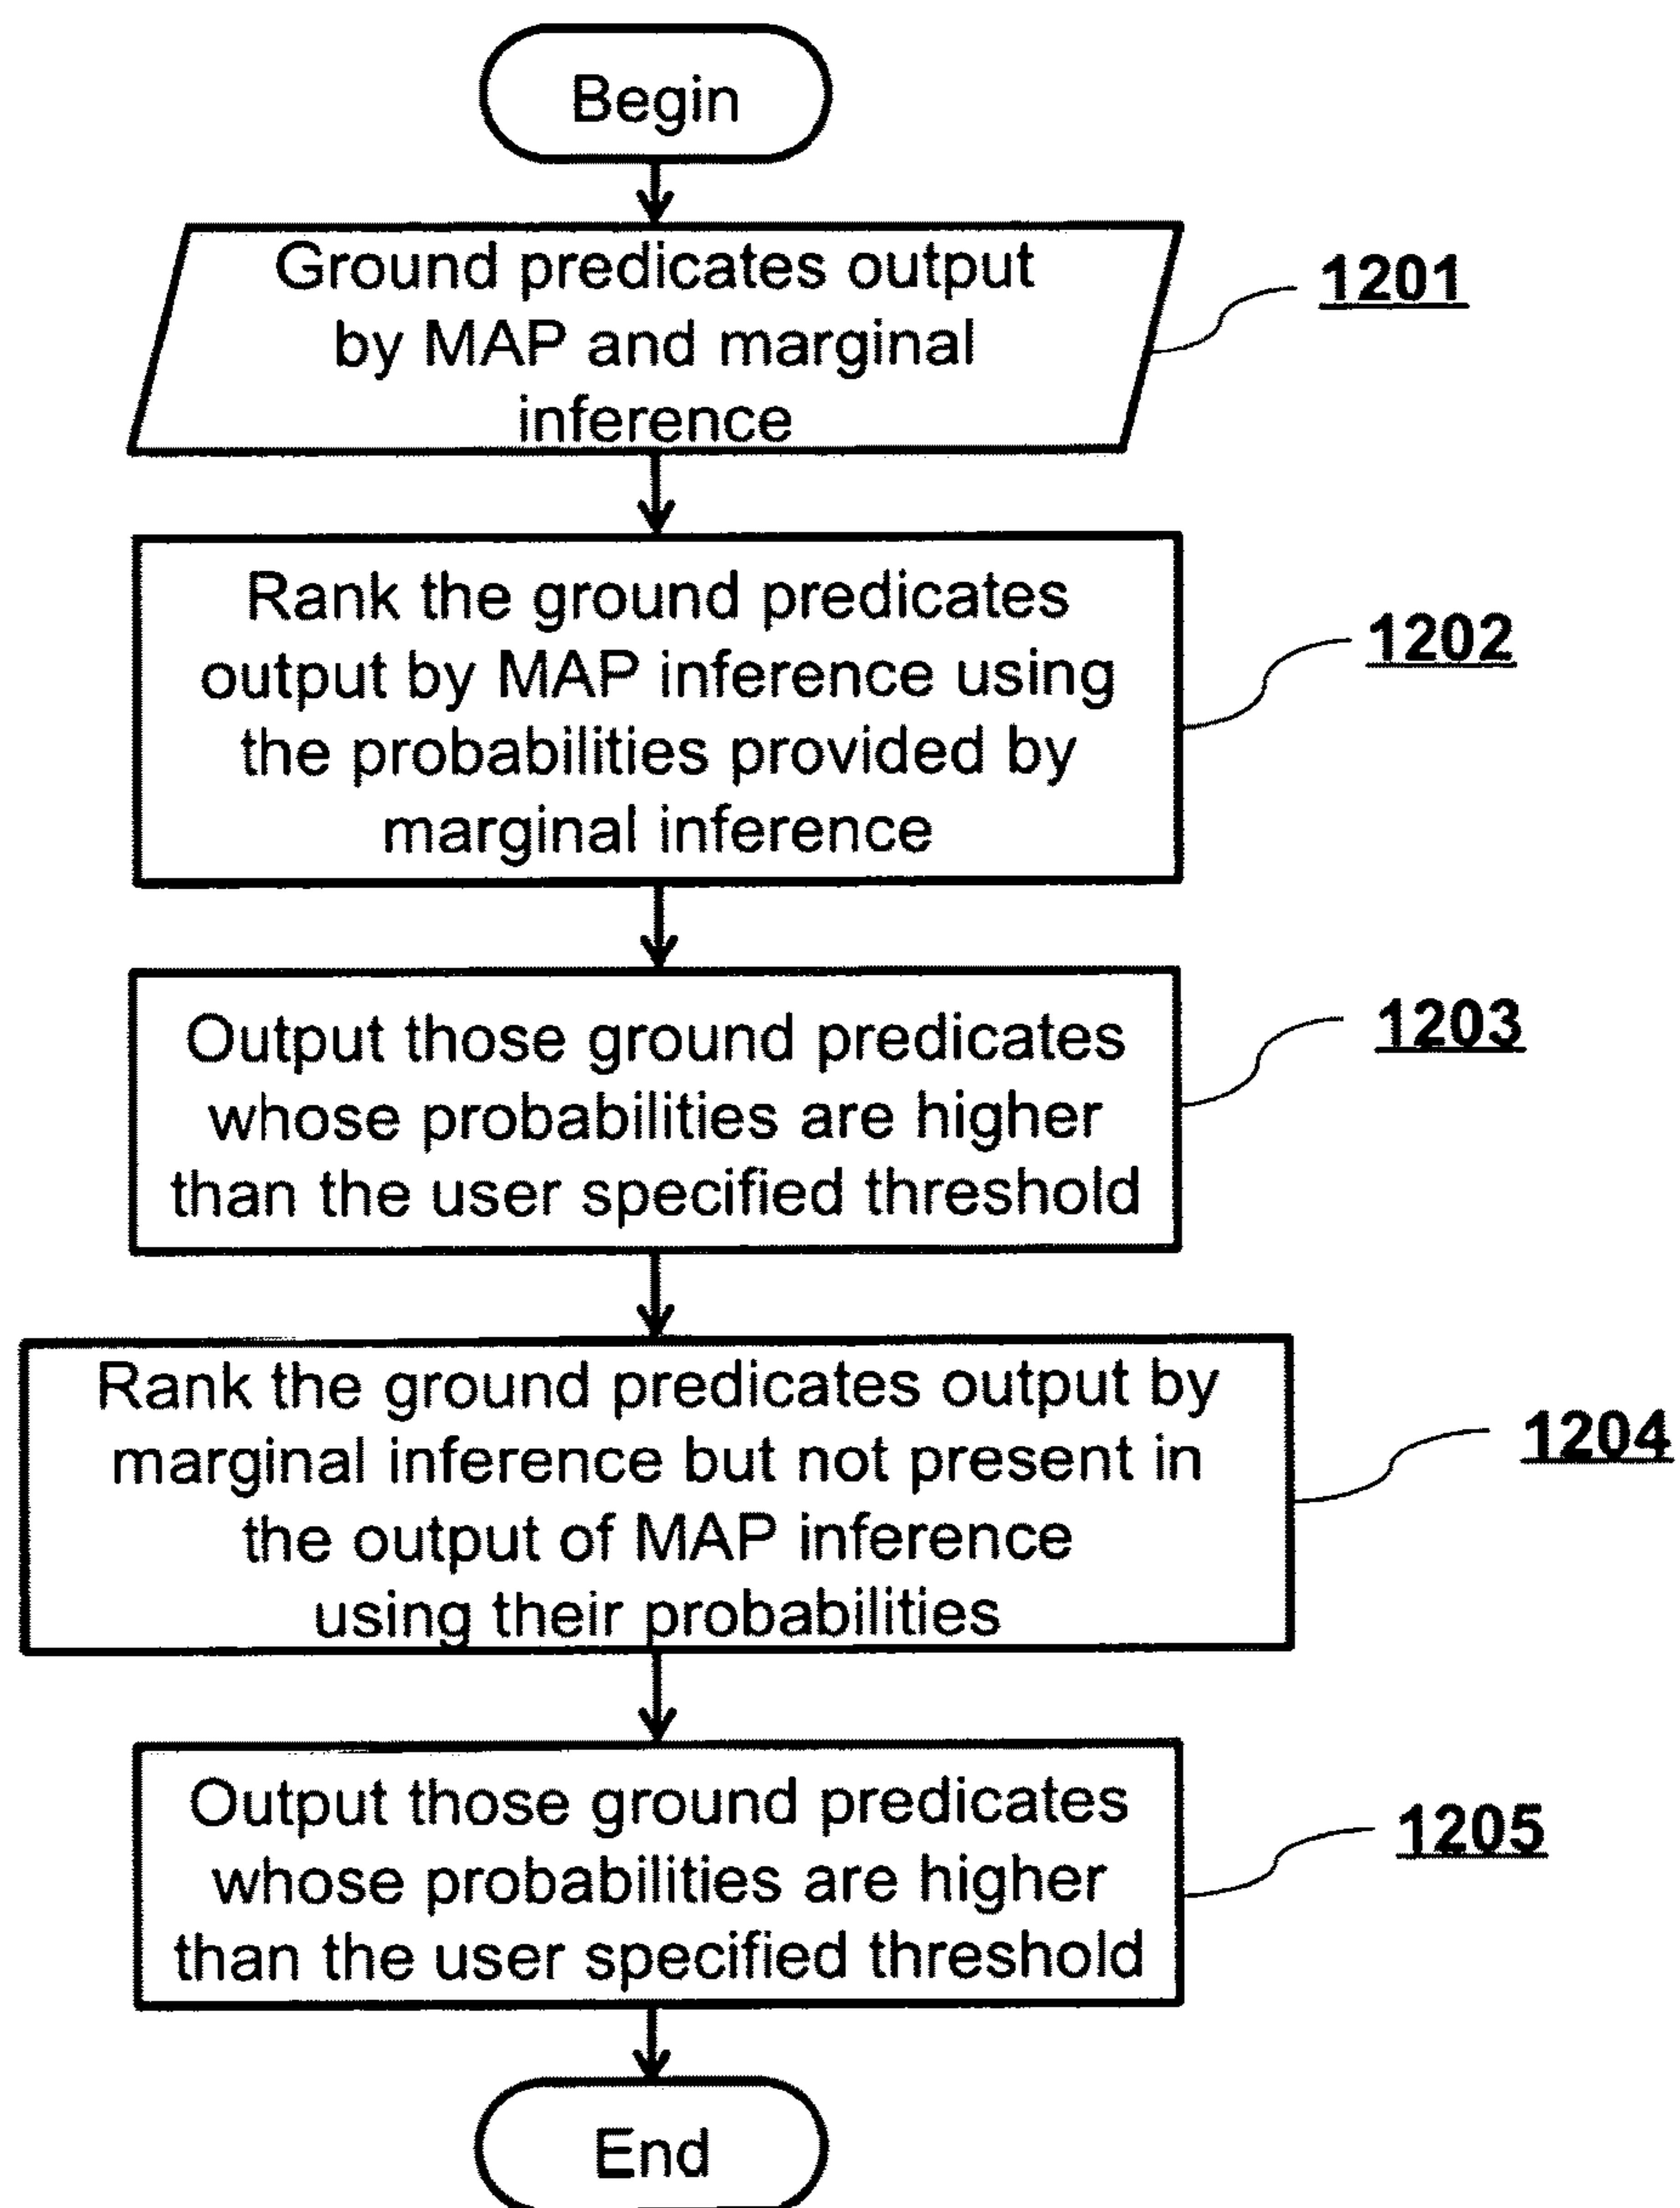 Begin
Ground predicates output
by MAP and marginal
inference
1201
Rank the ground predicates
output by MAP inference using
the probabilities provided by
marginal inference
1202
Output those ground predicates
whose probabilities are higher
than the user specified threshold
1203
Rank the ground predicates output by
marginal inference but not present in
the output of MAP inference
using their probabilities
1204
Output those ground predicates
whose probabilities are higher
than the user specified threshold
1205
End